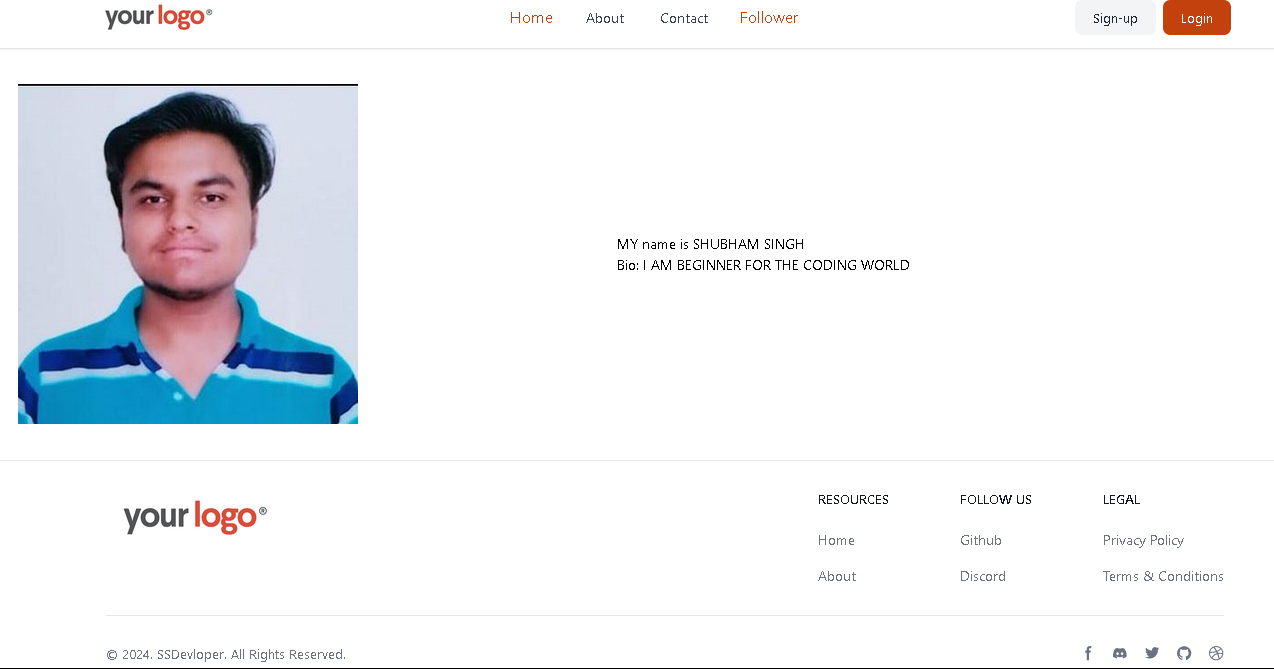 your logo®
Home About Contact Follower
Sign-up Login
MY name is SHUBHAM SINGH
Bio: I AM BEGINNER FOR THE CODING WORLD
your logo®
RESOURCES FOLLOW US LEGAL
Home Github Privacy Policy
About Discord Terms & Conditions
© 2024. SSDevloper. All Rights Reserved.